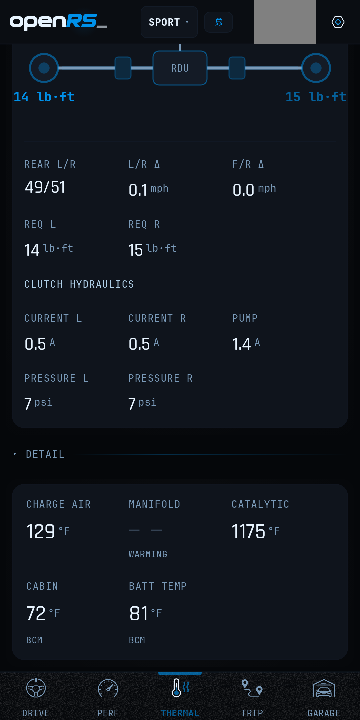 openRS_
SPORT
RDU
14 lb·ft
15 lb·ft
REAR L/R
L/R Δ
F/R Δ
49/51
0.1 mph
0.0 mph
REQ L
REQ R
14 lb·ft
15 lb·ft
CLUTCH HYDRAULICS
CURRENT L
CURRENT R
PUMP
0.5 A
0.5 A
1.4 A
PRESSURE L
PRESSURE R
7 psi
7 psi
DETAIL
CHARGE AIR
MANIFOLD
CATALYTIC
129 °F
— —
1175 °F
WARMING
CABIN
BATT TEMP
72 °F
81 °F
BCM
BCM
DRIVE
PERF
THERMAL
TRIP
GARAGE